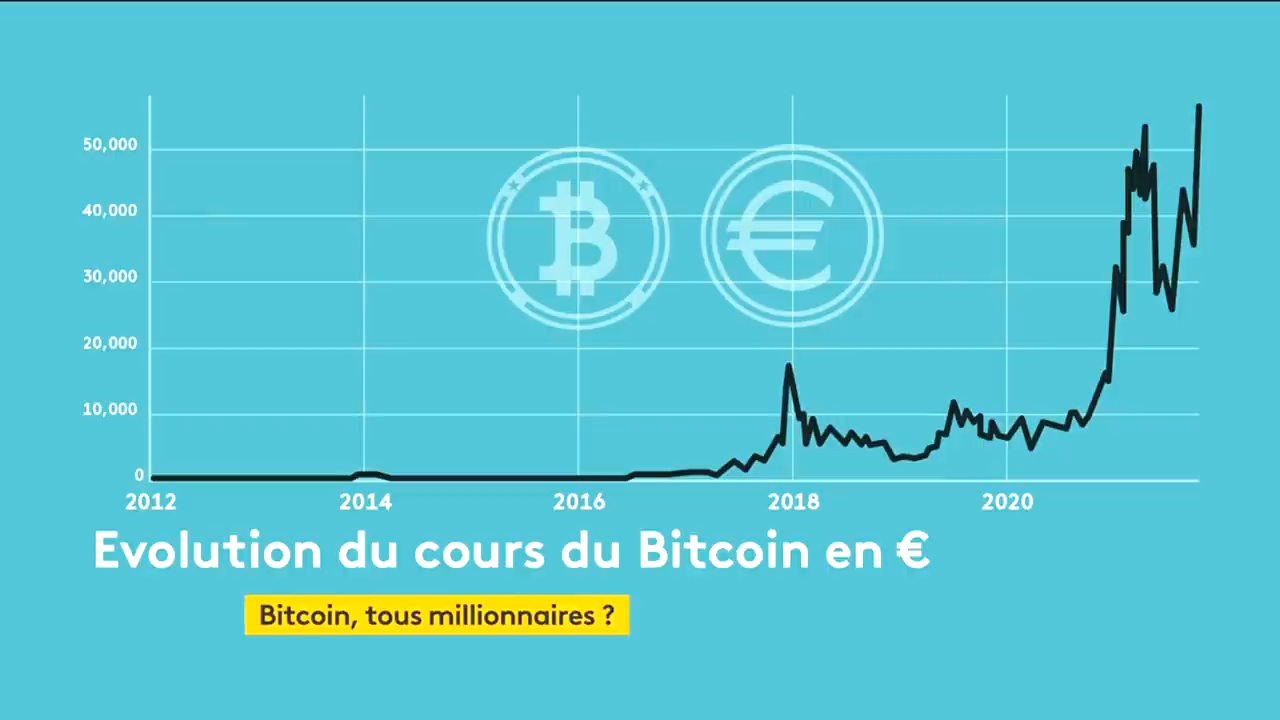 50,000
40,000
30,000
20,000
10,000
0
2012 2014 2016 2018 2020
Evolution du cours du Bitcoin en €
Bitcoin, tous millionnaires ?